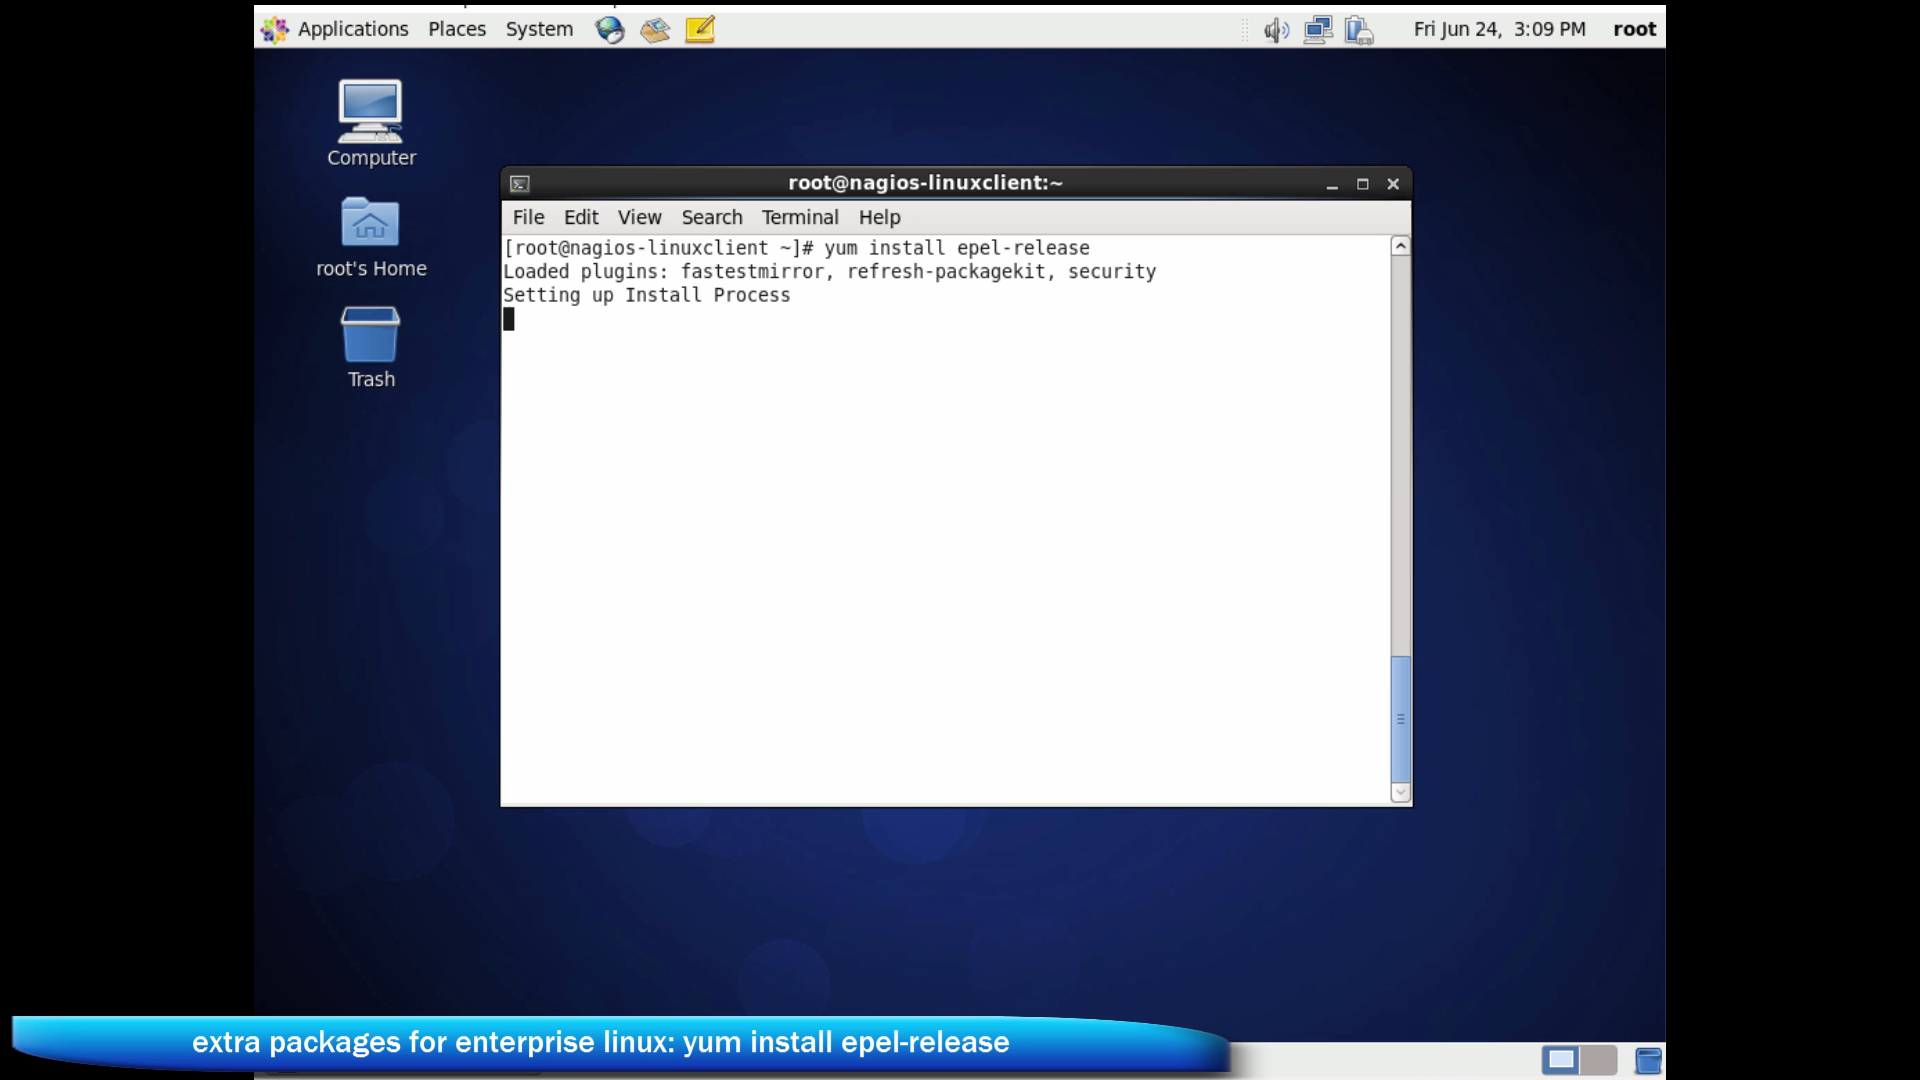 Applications Places System Fri Jun 24, 3:09 PM root
Computer
root's Home
Trash
root@nagios-linuxclient:~
File Edit View Search Terminal Help
[root@nagios-linuxclient ~]# yum install epel-release
Loaded plugins: fastestmirror, refresh-packagekit, security
Setting up Install Process
extra packages for enterprise linux: yum install epel-release